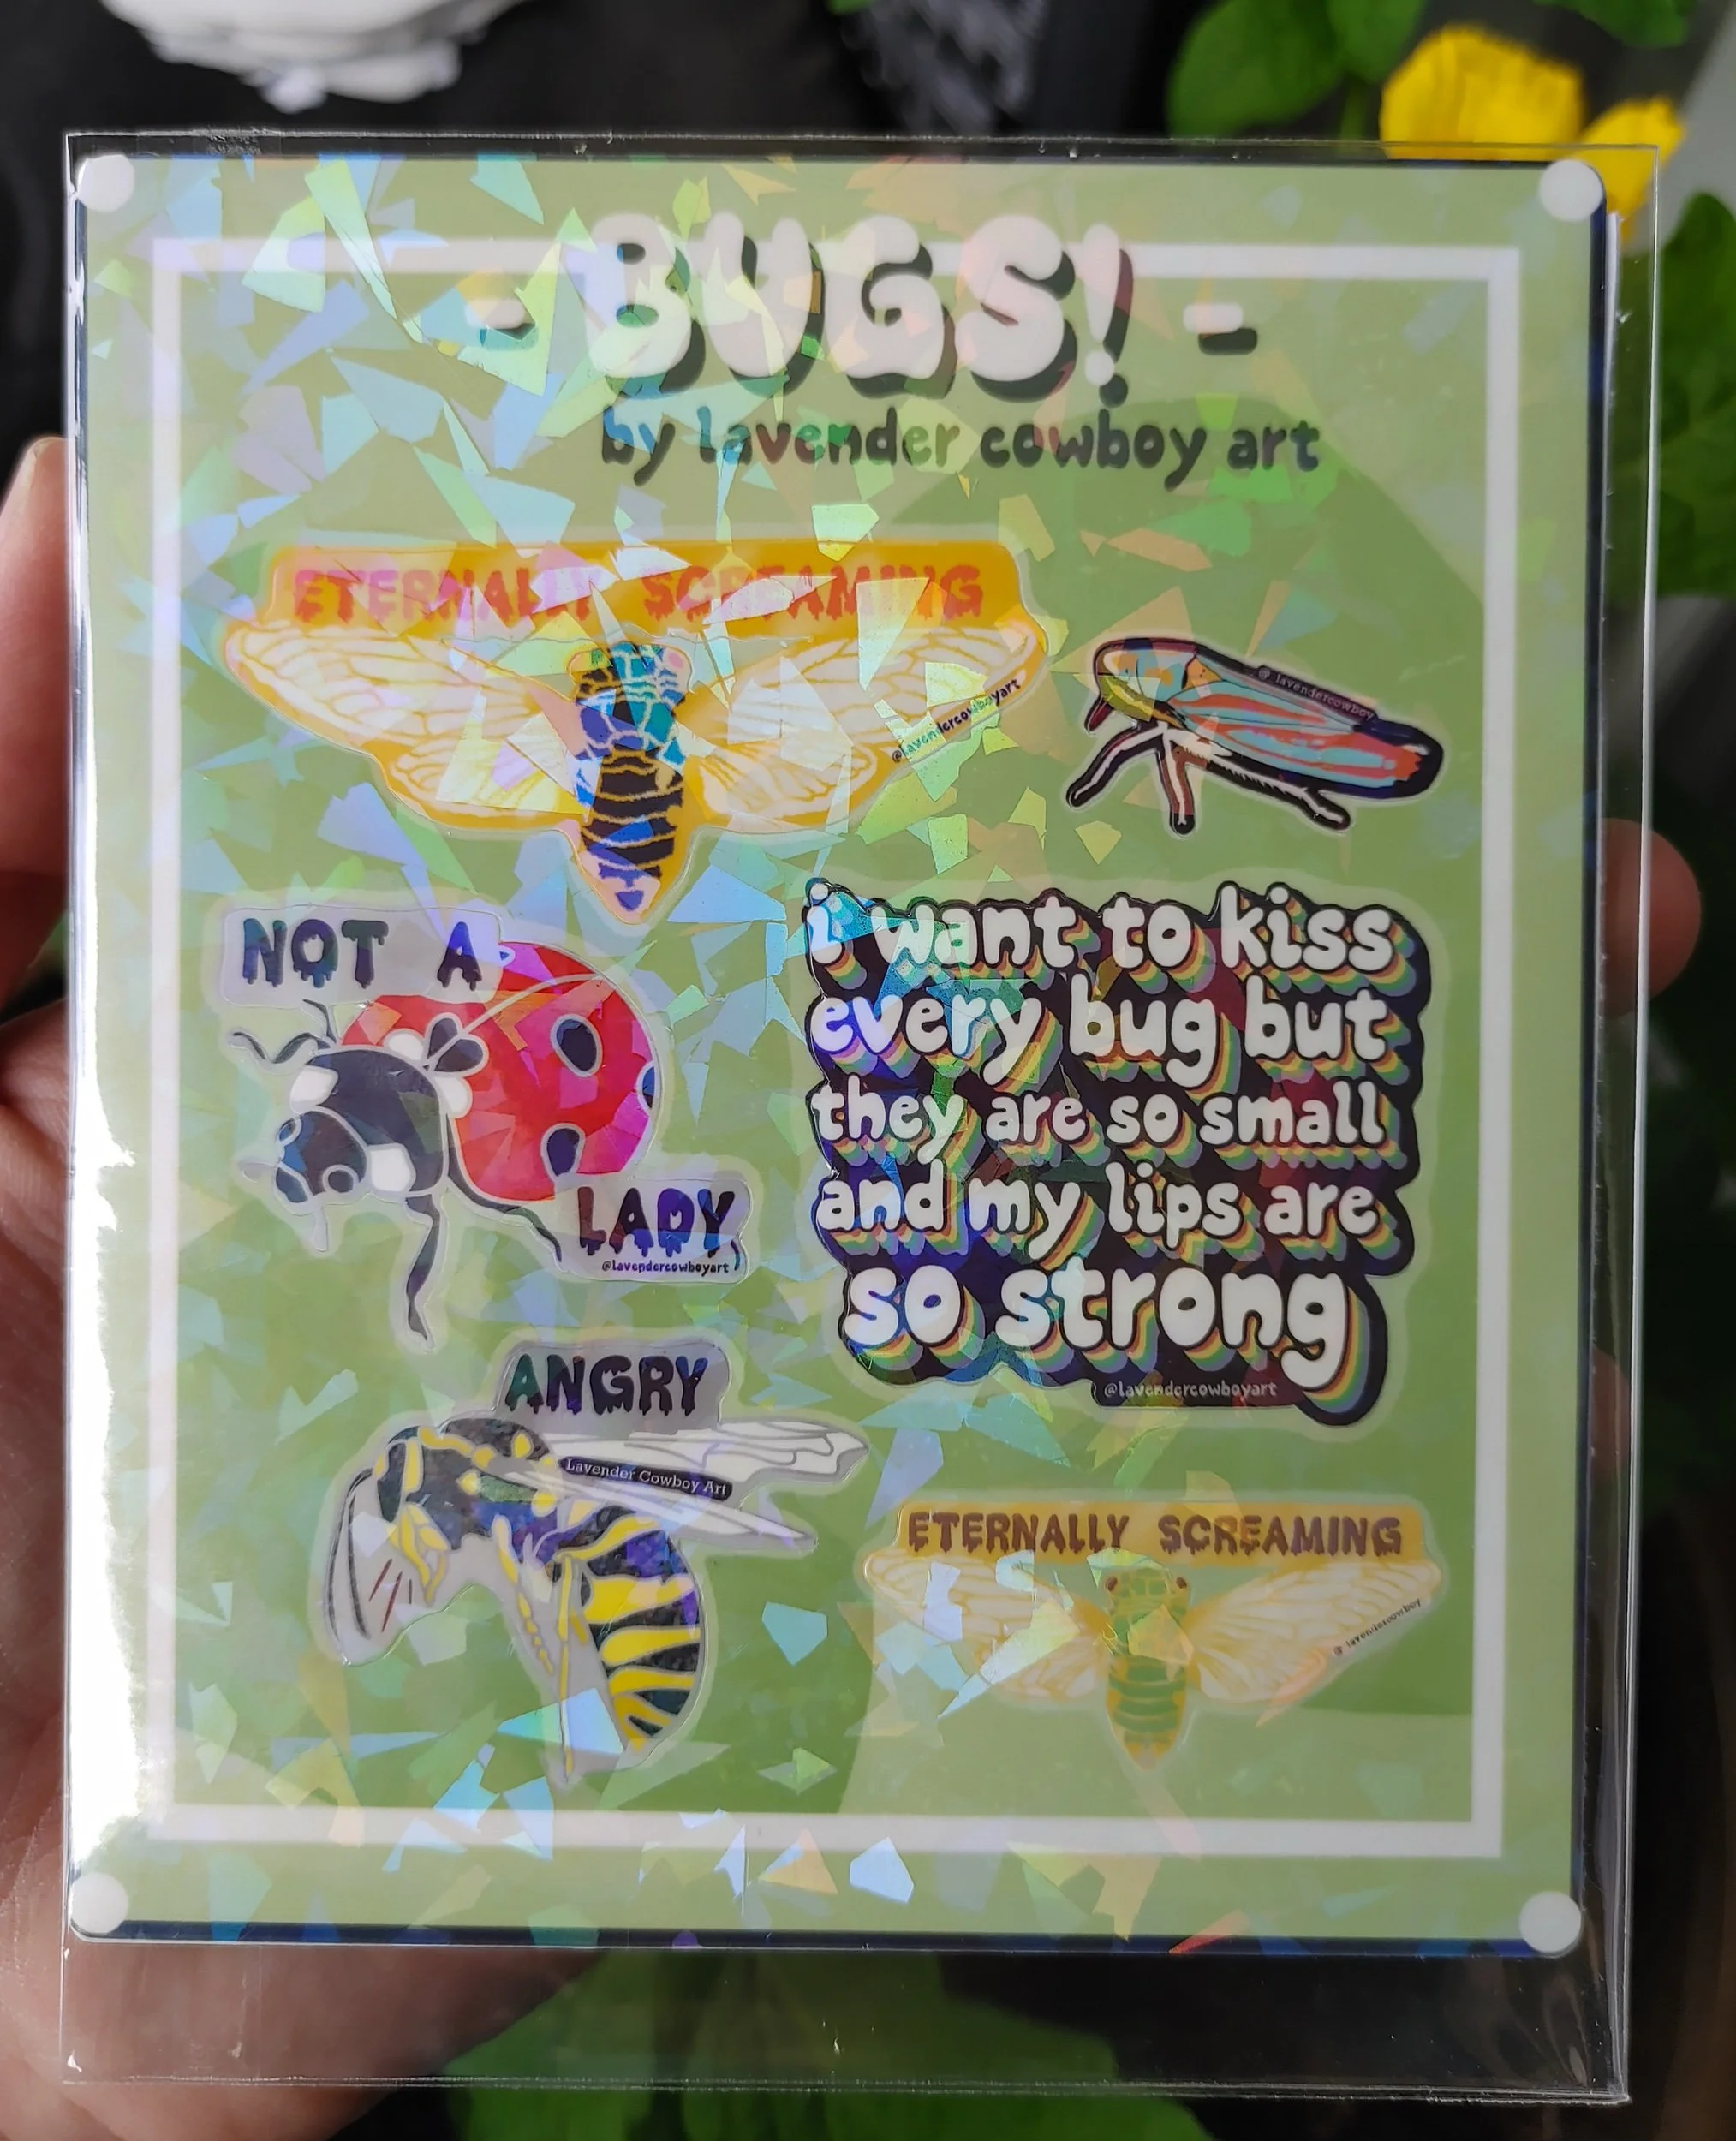 - BUGS! -
by lavender cowboy art
ETERNALLY SCREAMING
@lavendercowboyart
@ lavendercowboy
NOT A
LADY
@lavendercowboyart
i want to kiss
every bug but
they are so small
and my lips are
so strong
@lavendercowboyart
ANGRY
Lavender Cowboy Art
ETERNALLY SCREAMING
@ lavendercowboy